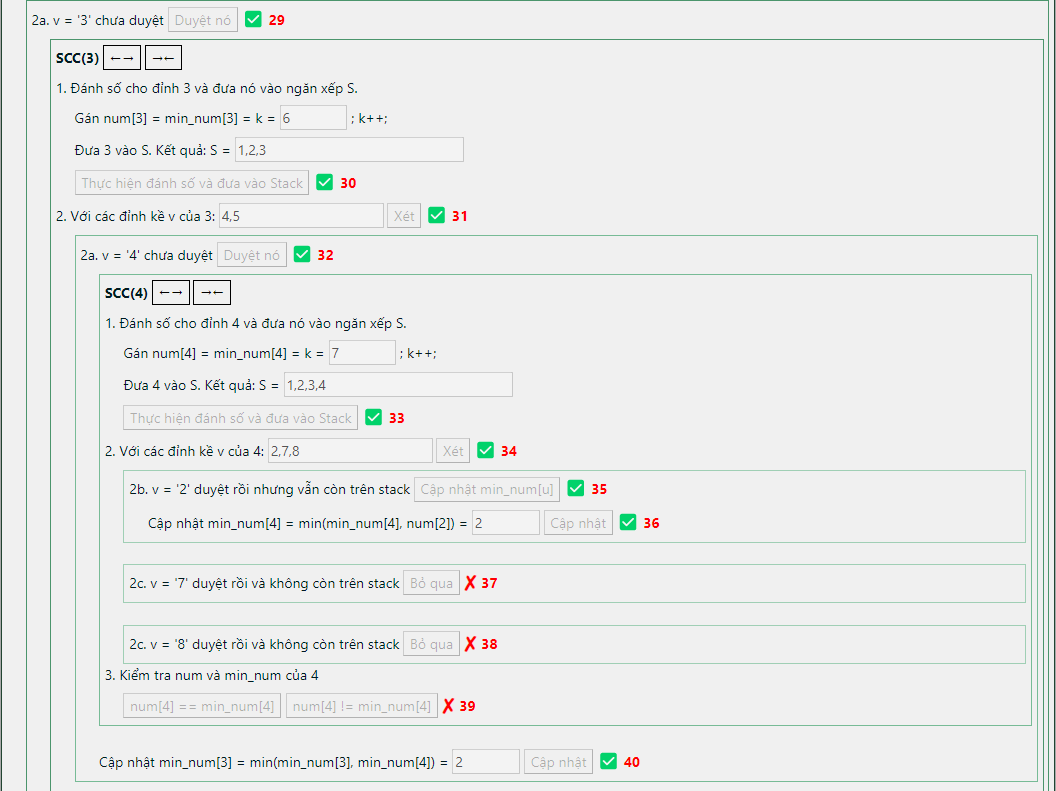 2a. v = '3' chưa duyệt Duyệt nó ✅ 29
SCC(3) ←→ →←
1. Đánh số cho đỉnh 3 và đưa nó vào ngăn xếp S.
Gán num[3] = min_num[3] = k = 6 ; k++;
Đưa 3 vào S. Kết quả: S = 1,2,3
Thực hiện đánh số và đưa vào Stack ✅ 30
2. Với các đỉnh kề v của 3: 4,5 Xét ✅ 31
2a. v = '4' chưa duyệt Duyệt nó ✅ 32
SCC(4) ←→ →←
1. Đánh số cho đỉnh 4 và đưa nó vào ngăn xếp S.
Gán num[4] = min_num[4] = k = 7 ; k++;
Đưa 4 vào S. Kết quả: S = 1,2,3,4
Thực hiện đánh số và đưa vào Stack ✅ 33
2. Với các đỉnh kề v của 4: 2,7,8 Xét ✅ 34
2b. v = '2' duyệt rồi nhưng vẫn còn trên stack Cập nhật min_num[u] ✅ 35
Cập nhật min_num[4] = min(min_num[4], num[2]) = 2 Cập nhật ✅ 36
2c. v = '7' duyệt rồi và không còn trên stack Bỏ qua ✗ 37
2c. v = '8' duyệt rồi và không còn trên stack Bỏ qua ✗ 38
3. Kiểm tra num và min_num của 4
num[4] == min_num[4] num[4] != min_num[4] ✗ 39
Cập nhật min_num[3] = min(min_num[3], min_num[4]) = 2 Cập nhật ✅ 40